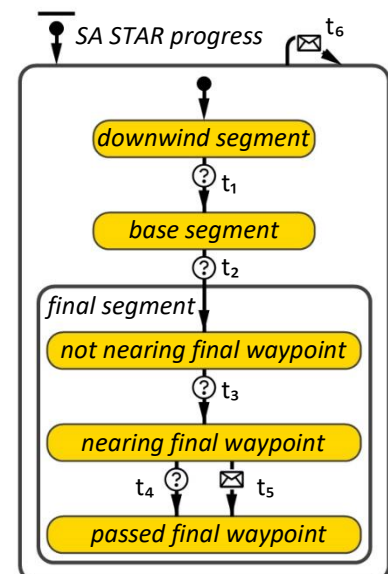 SA STAR progress
t₆
downwind segment
? t₁
base segment
? t₂
final segment
not nearing final waypoint
? t₃
nearing final waypoint
t₄ ? t₅
passed final waypoint